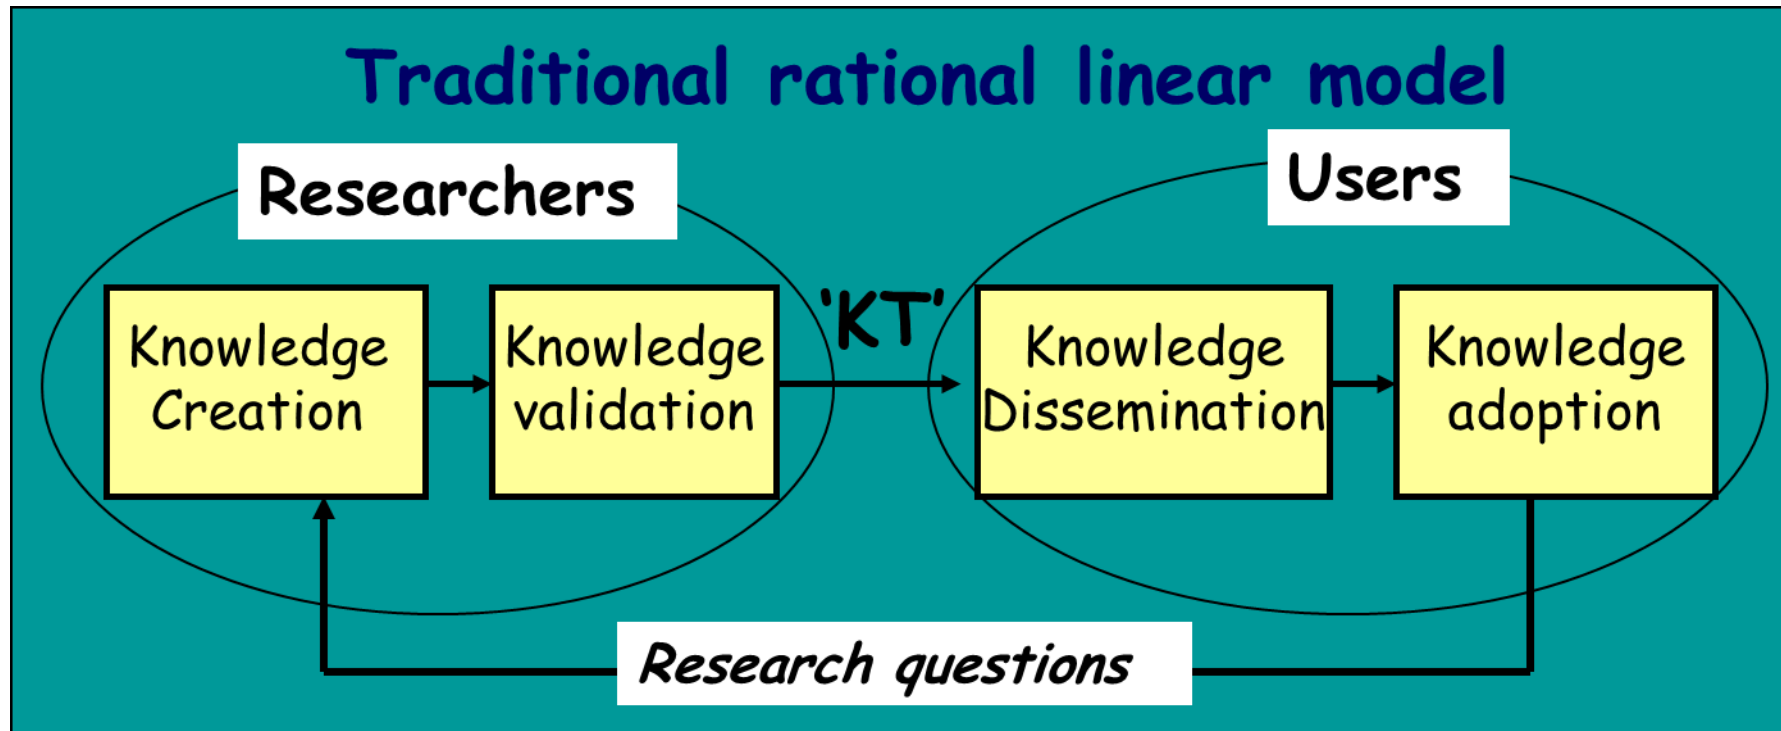 Traditional rational linear model
Researchers
Users
Knowledge
Creation
Knowledge
validation
‘KT’
Knowledge
Dissemination
Knowledge
adoption
Research questions